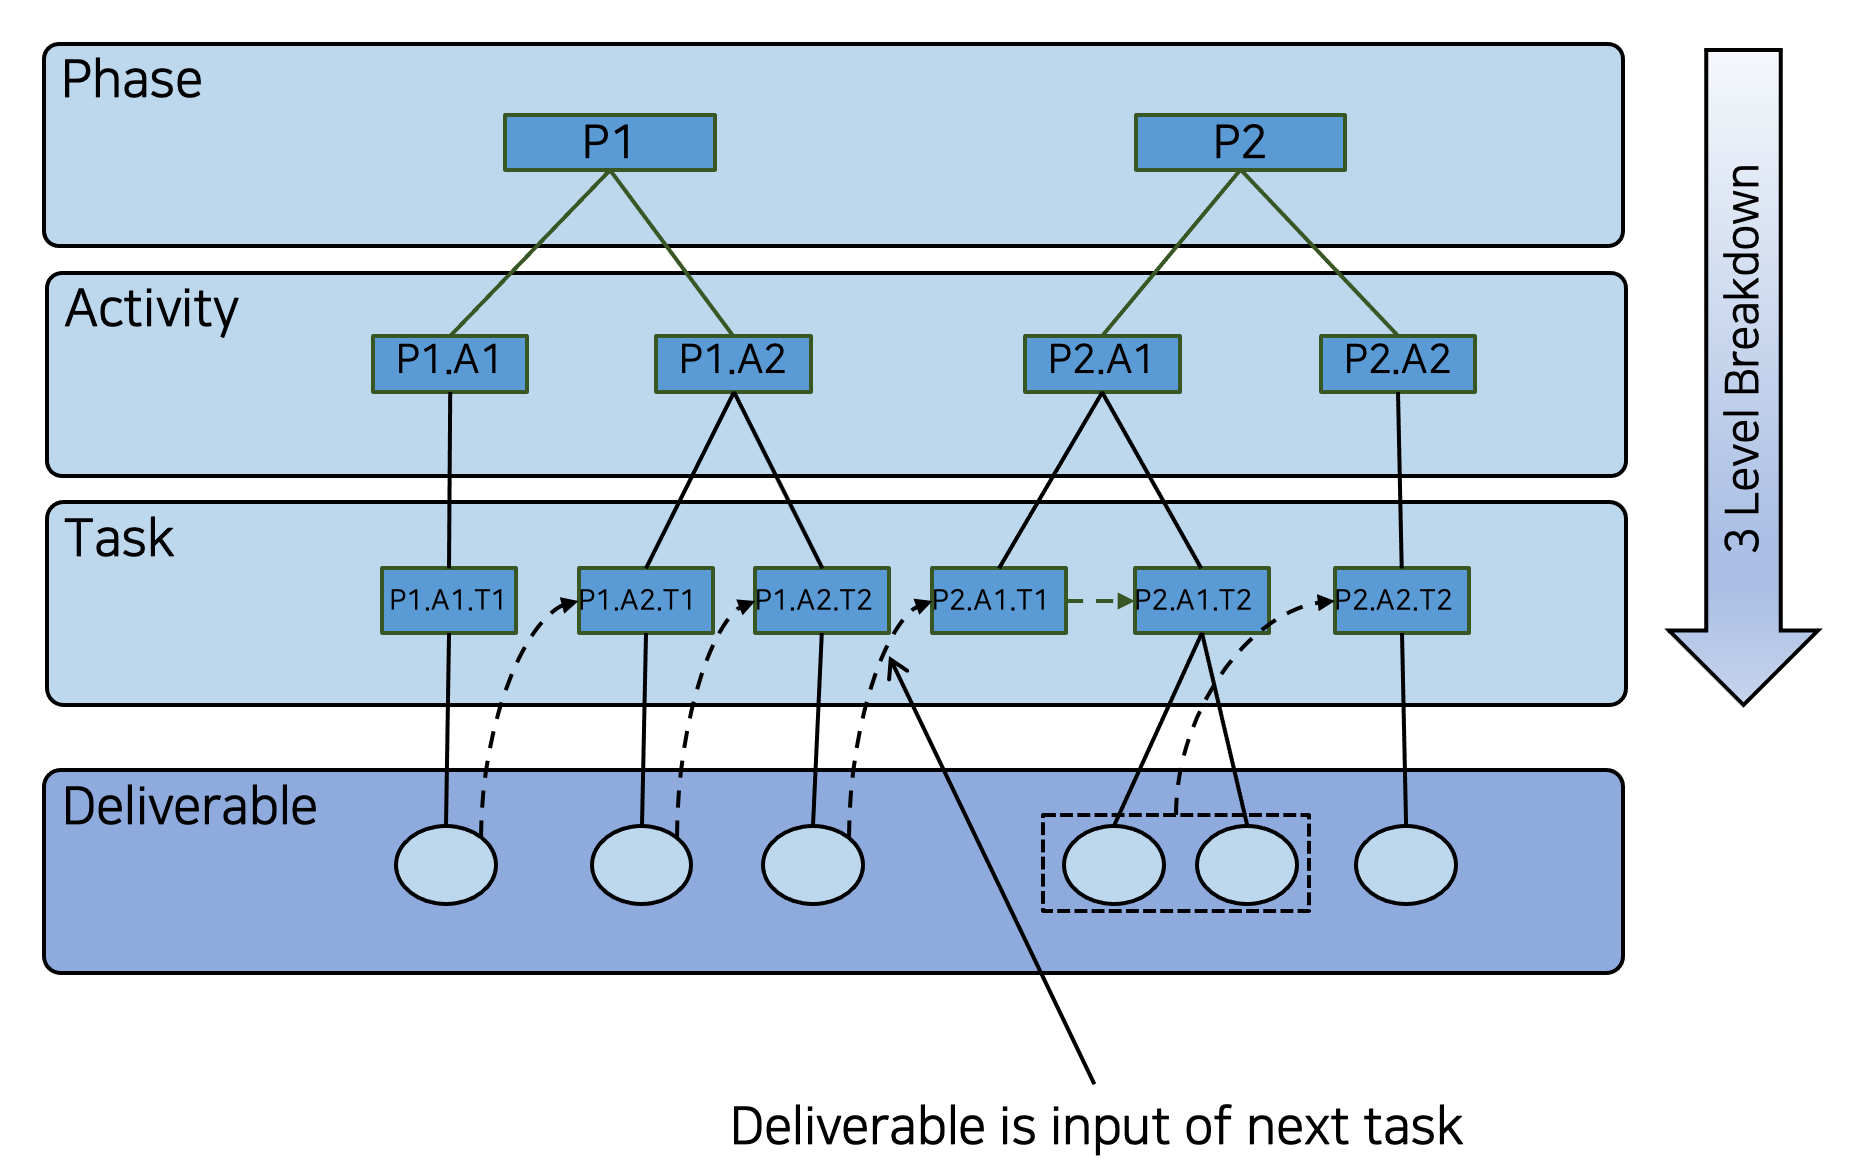 Phase
P1
P2
Activity
P1.A1
P1.A2
P2.A1
P2.A2
Task
P1.A1.T1
P1.A2.T1
P1.A2.T2
P2.A1.T1
P2.A1.T2
P2.A2.T2
Deliverable
3 Level Breakdown
Deliverable is input of next task